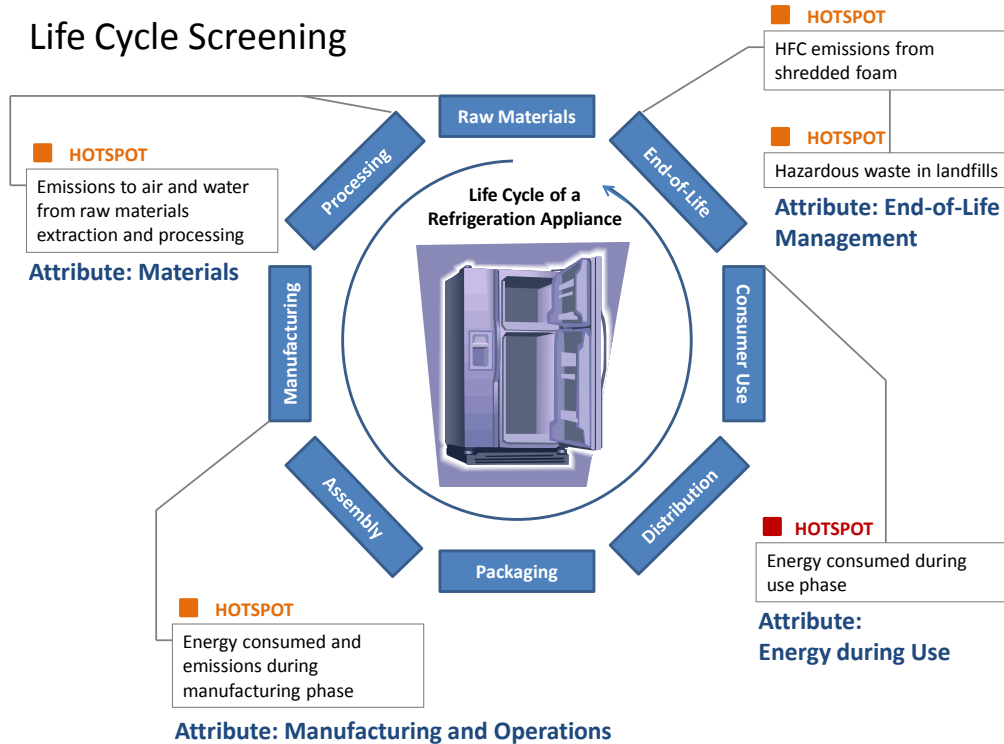 Life Cycle Screening
HOTSPOT
HFC emissions from
shredded foam
HOTSPOT
Hazardous waste in landfills
Attribute: End-of-Life
Management
Raw Materials
End-of-Life
Consumer Use
Distribution
Packaging
Assembly
Manufacturing
Processing
Life Cycle of a
Refrigeration Appliance
HOTSPOT
Emissions to air and water
from raw materials
extraction and processing
Attribute: Materials
HOTSPOT
Energy consumed during
use phase
Attribute:
Energy during Use
HOTSPOT
Energy consumed and
emissions during
manufacturing phase
Attribute: Manufacturing and Operations